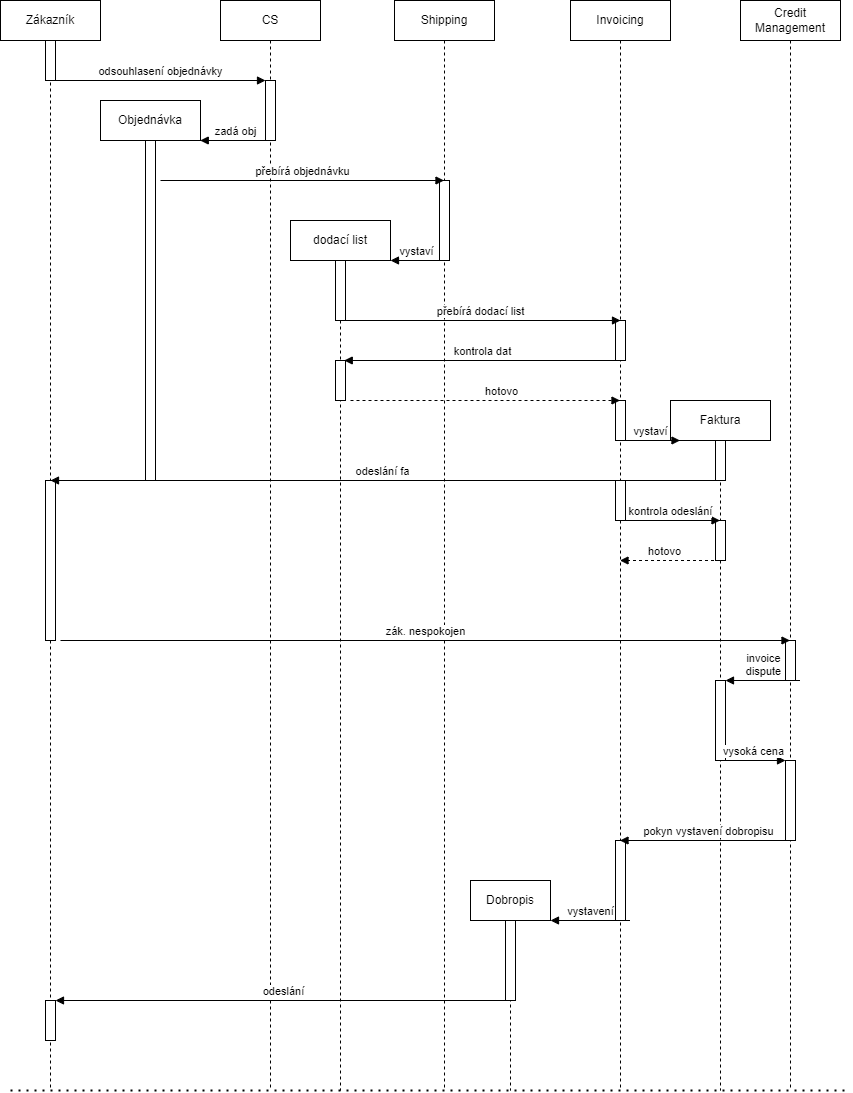 Zákazník
CS
Shipping
Invoicing
Credit
Management
odsouhlasení objednávky
Objednávka
zadá obj
přebírá objednávku
dodací list
vystaví
přebírá dodací list
kontrola dat
hotovo
Faktura
vystaví
odeslání fa
kontrola odeslání
hotovo
zák. nespokojen
invoice
dispute
vysoká cena
pokyn vystavení dobropisu
Dobropis
vystavení
odeslání